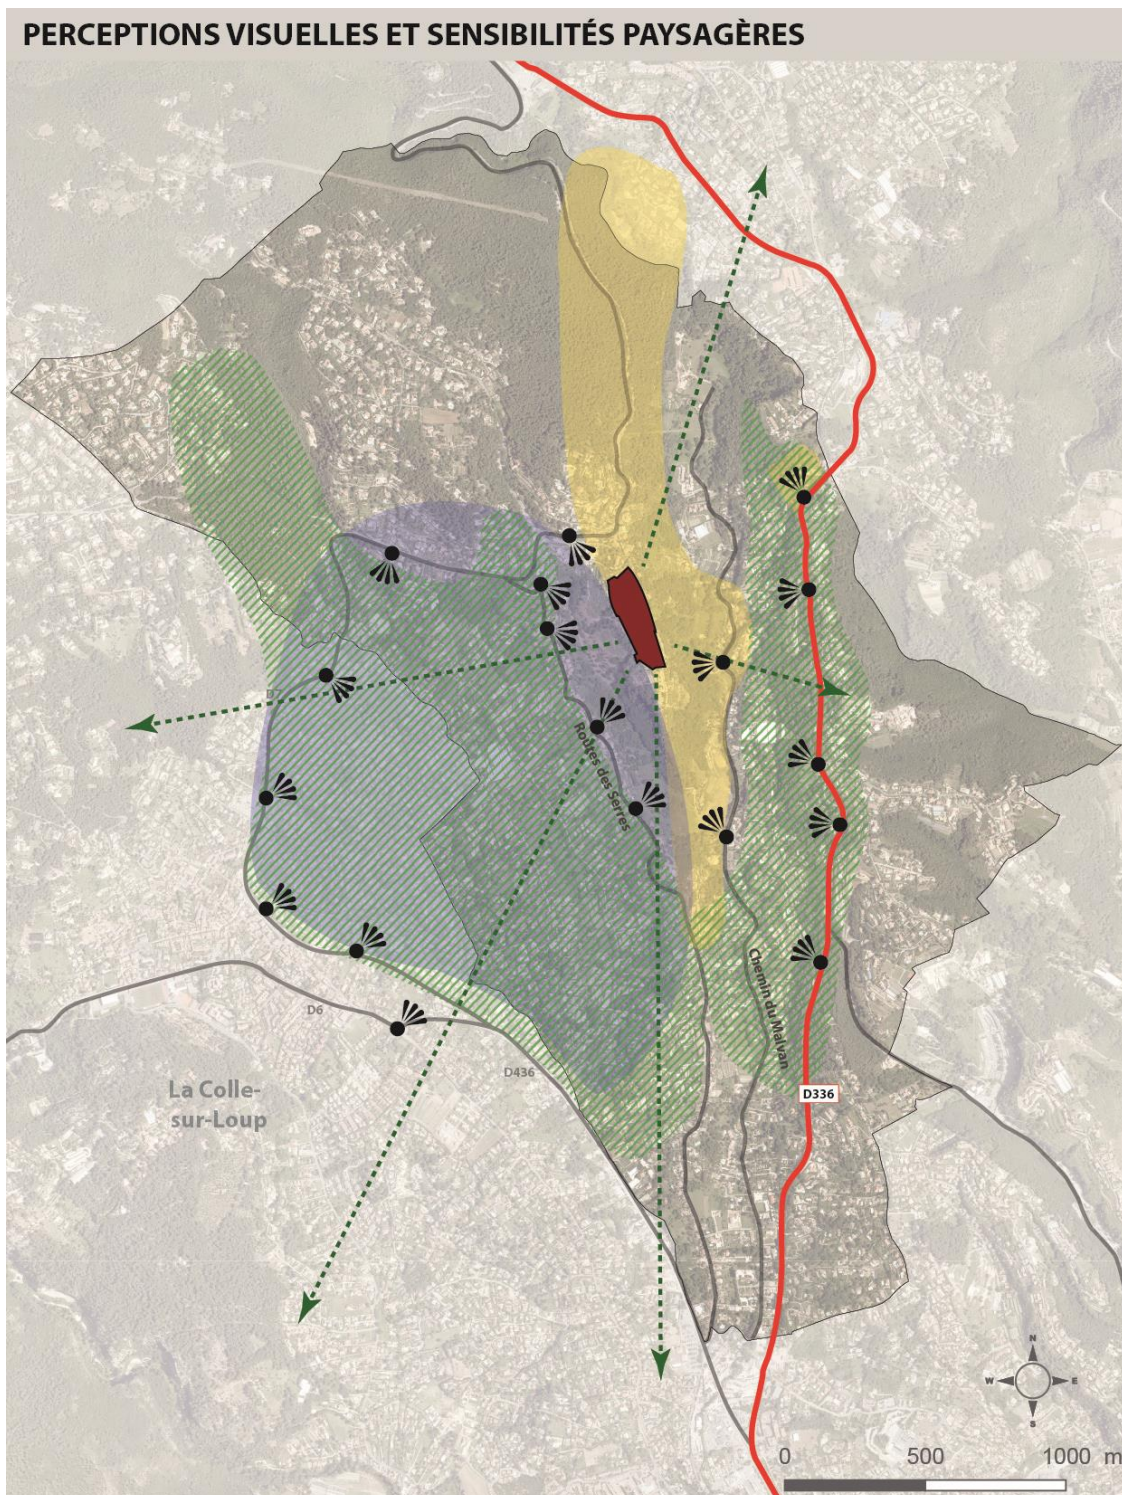 PERCEPTIONS VISUELLES ET SENSIBILITÉS PAYSAGÈRES
Routes des Serres
Chemin du Malvan
D6
D436
La Colle-
sur-Loup
D336
N
W
E
S
0 500 1000 m